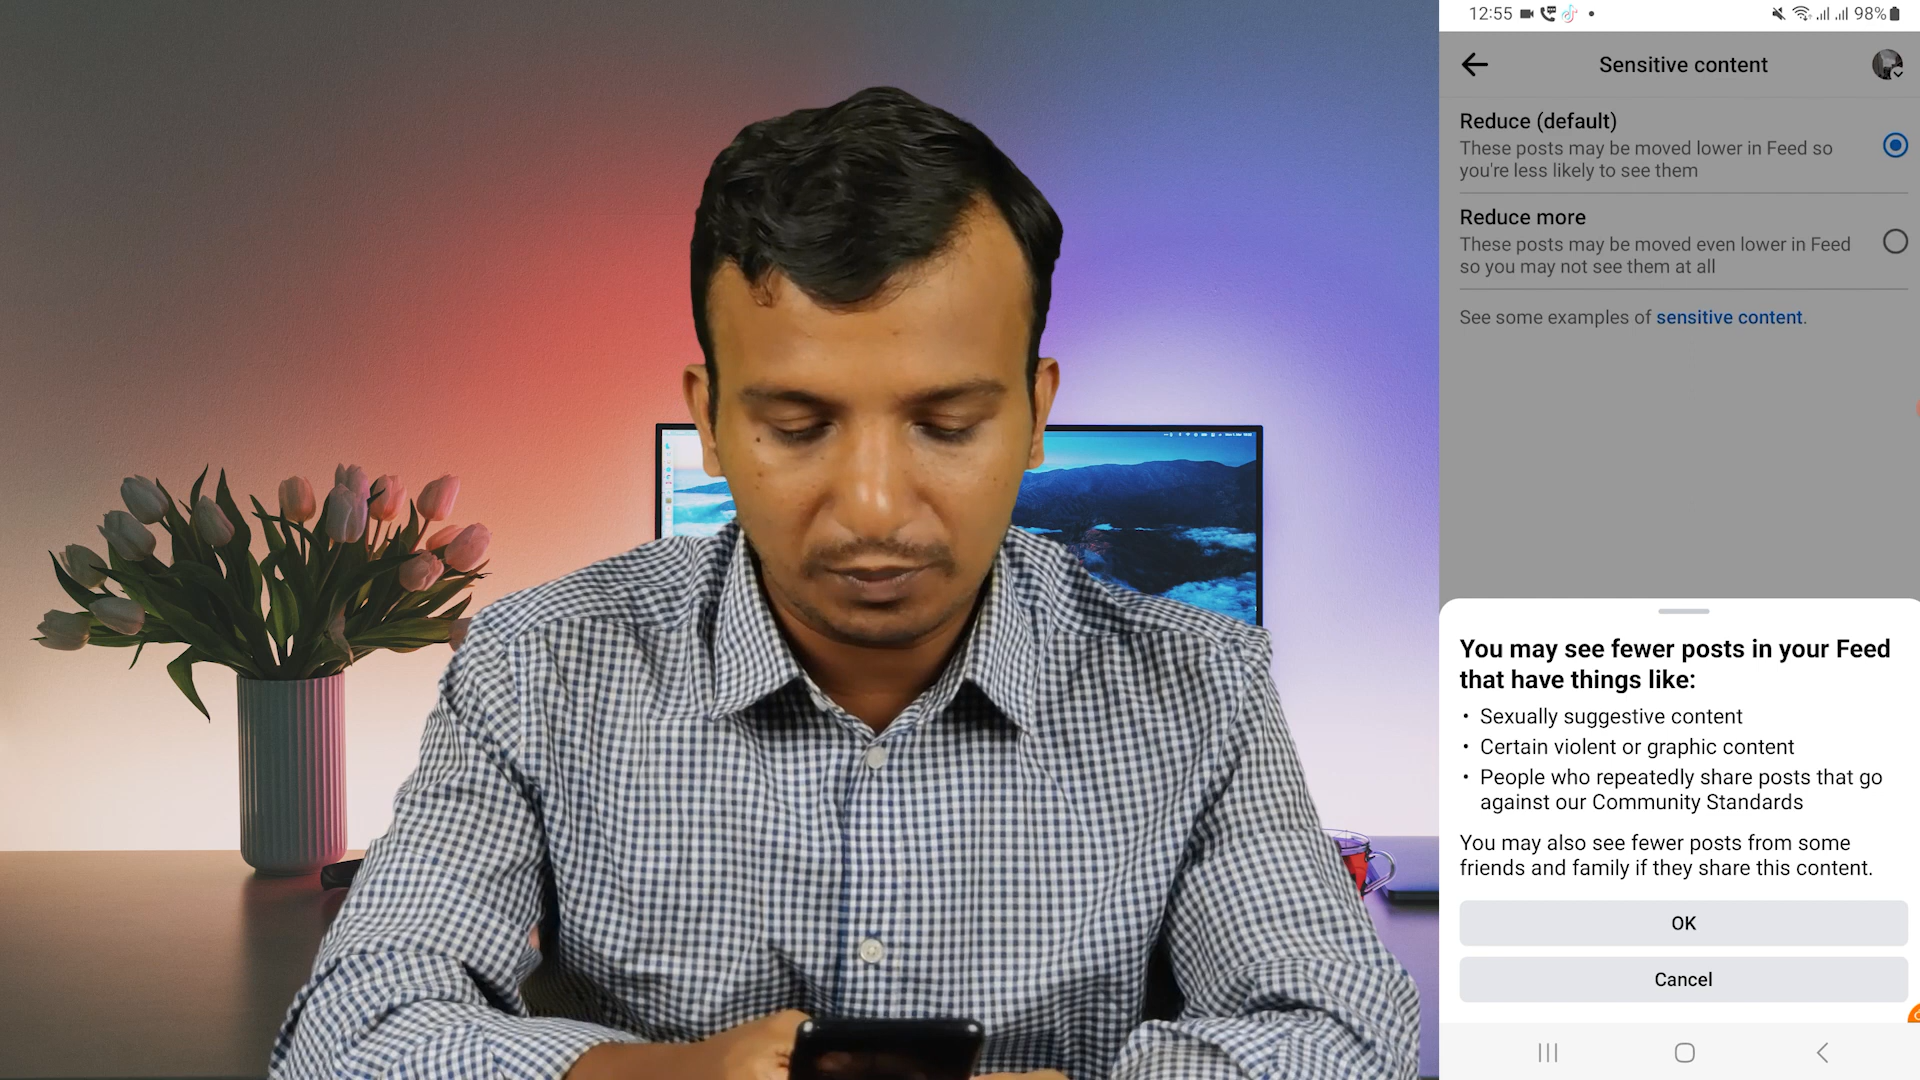 12:55
98%
Sensitive content
Reduce (default)
These posts may be moved lower in Feed so
you're less likely to see them
Reduce more
These posts may be moved even lower in Feed
so you may not see them at all
See some examples of sensitive content.
You may see fewer posts in your Feed
that have things like:
• Sexually suggestive content
• Certain violent or graphic content
• People who repeatedly share posts that go
against our Community Standards
You may also see fewer posts from some
friends and family if they share this content.
OK
Cancel